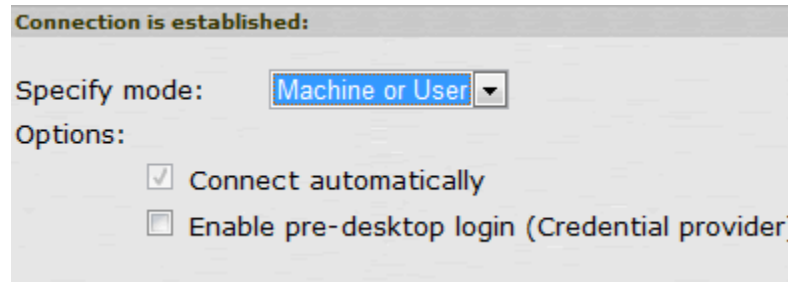 Connection is established:
Specify mode: Machine or User
Options:
Connect automatically
Enable pre-desktop login (Credential provider)